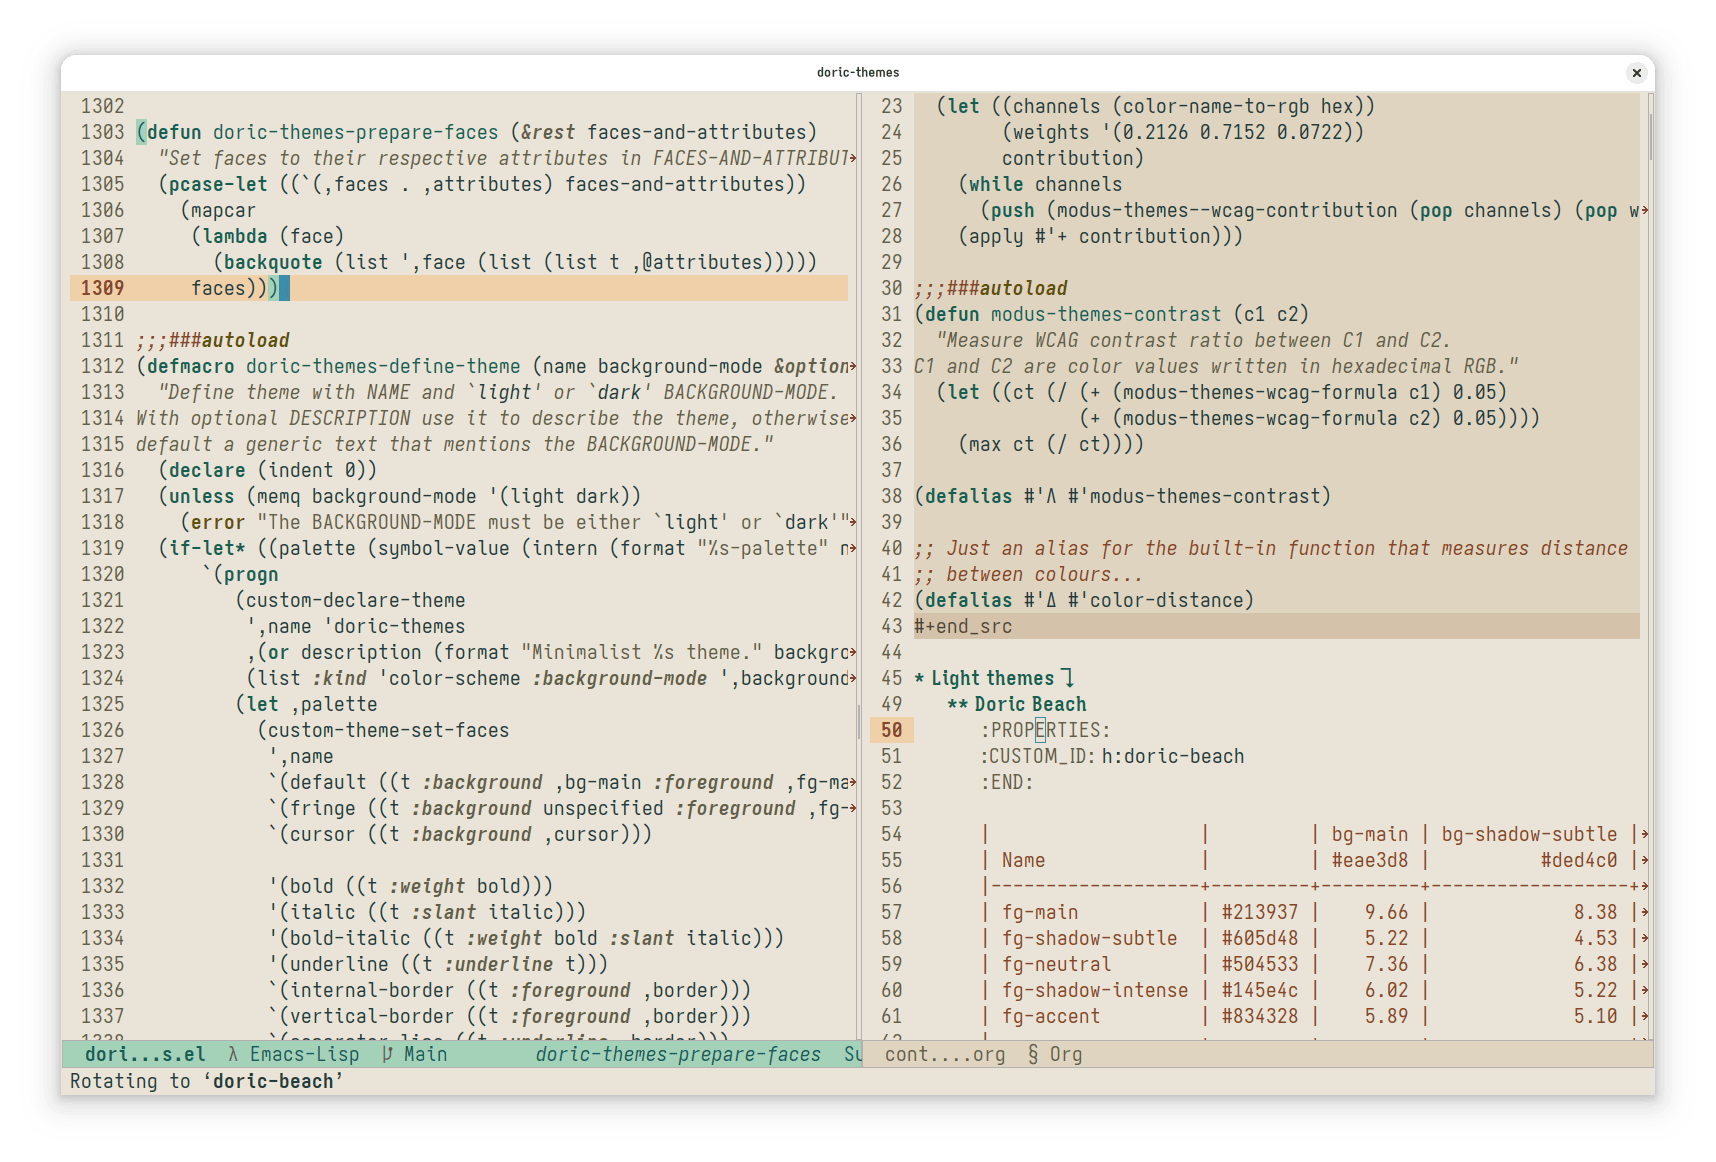 doric-themes
1302
1303 (defun doric-themes-prepare-faces (&rest faces-and-attributes)
1304   "Set faces to their respective attributes in FACES-AND-ATTRIBUT
1305   (pcase-let ((`(,faces . ,attributes) faces-and-attributes))
1306     (mapcar
1307      (lambda (face)
1308        (backquote (list ',face (list (list t ,@attributes)))))
1309      faces)))
1310
1311 ;;;###autoload
1312 (defmacro doric-themes-define-theme (name background-mode &option
1313   "Define theme with NAME and `light' or `dark' BACKGROUND-MODE.
1314 With optional DESCRIPTION use it to describe the theme, otherwise
1315 default a generic text that mentions the BACKGROUND-MODE."
1316   (declare (indent 0))
1317   (unless (memq background-mode '(light dark))
1318     (error "The BACKGROUND-MODE must be either `light' or `dark'"
1319   (if-let* ((palette (symbol-value (intern (format "%s-palette" n
1320       `(progn
1321          (custom-declare-theme
1322           ',name 'doric-themes
1323           ,(or description (format "Minimalist %s theme." backgro
1324           (list :kind 'color-scheme :background-mode ',background
1325          (let ,palette
1326            (custom-theme-set-faces
1327             ',name
1328             `(default ((t :background ,bg-main :foreground ,fg-ma
1329             `(fringe ((t :background unspecified :foreground ,fg-
1330             `(cursor ((t :background ,cursor)))
1331
1332             '(bold ((t :weight bold)))
1333             '(italic ((t :slant italic)))
1334             '(bold-italic ((t :weight bold :slant italic)))
1335             '(underline ((t :underline t)))
1336             `(internal-border ((t :foreground ,border)))
1337             `(vertical-border ((t :foreground ,border)))
dori...s.el λ Emacs-Lisp Main doric-themes-prepare-faces Su
23   (let ((channels (color-name-to-rgb hex))
24         (weights '(0.2126 0.7152 0.0722))
25         contribution)
26     (while channels
27       (push (modus-themes--wcag-contribution (pop channels) (pop w
28     (apply #'+ contribution)))
29
30 ;;;###autoload
31 (defun modus-themes-contrast (c1 c2)
32   "Measure WCAG contrast ratio between C1 and C2.
33 C1 and C2 are color values written in hexadecimal RGB."
34   (let ((ct (/ (+ (modus-themes-wcag-formula c1) 0.05)
35                (+ (modus-themes-wcag-formula c2) 0.05))))
36     (max ct (/ ct))))
37
38 (defalias #'Λ #'modus-themes-contrast)
39
40 ;; Just an alias for the built-in function that measures distance
41 ;; between colours...
42 (defalias #'Δ #'color-distance)
43 #+end_src
44
45 * Light themes ⤵
49    ** Doric Beach
50       :PROPERTIES:
51       :CUSTOM_ID: h:doric-beach
52       :END:
53
54       |                   |         | bg-main | bg-shadow-subtle |
55       | Name              |         | #eae3d8 |          #ded4c0 |
56       |-------------------+---------+---------+------------------+
57       | fg-main           | #213937 |    9.66 |             8.38 |
58       | fg-shadow-subtle  | #605d48 |    5.22 |             4.53 |
59       | fg-neutral        | #504533 |    7.36 |             6.38 |
60       | fg-shadow-intense | #145e4c |    6.02 |             5.22 |
61       | fg-accent         | #834328 |    5.89 |             5.10 |
cont....org § Org
Rotating to ‘doric-beach’